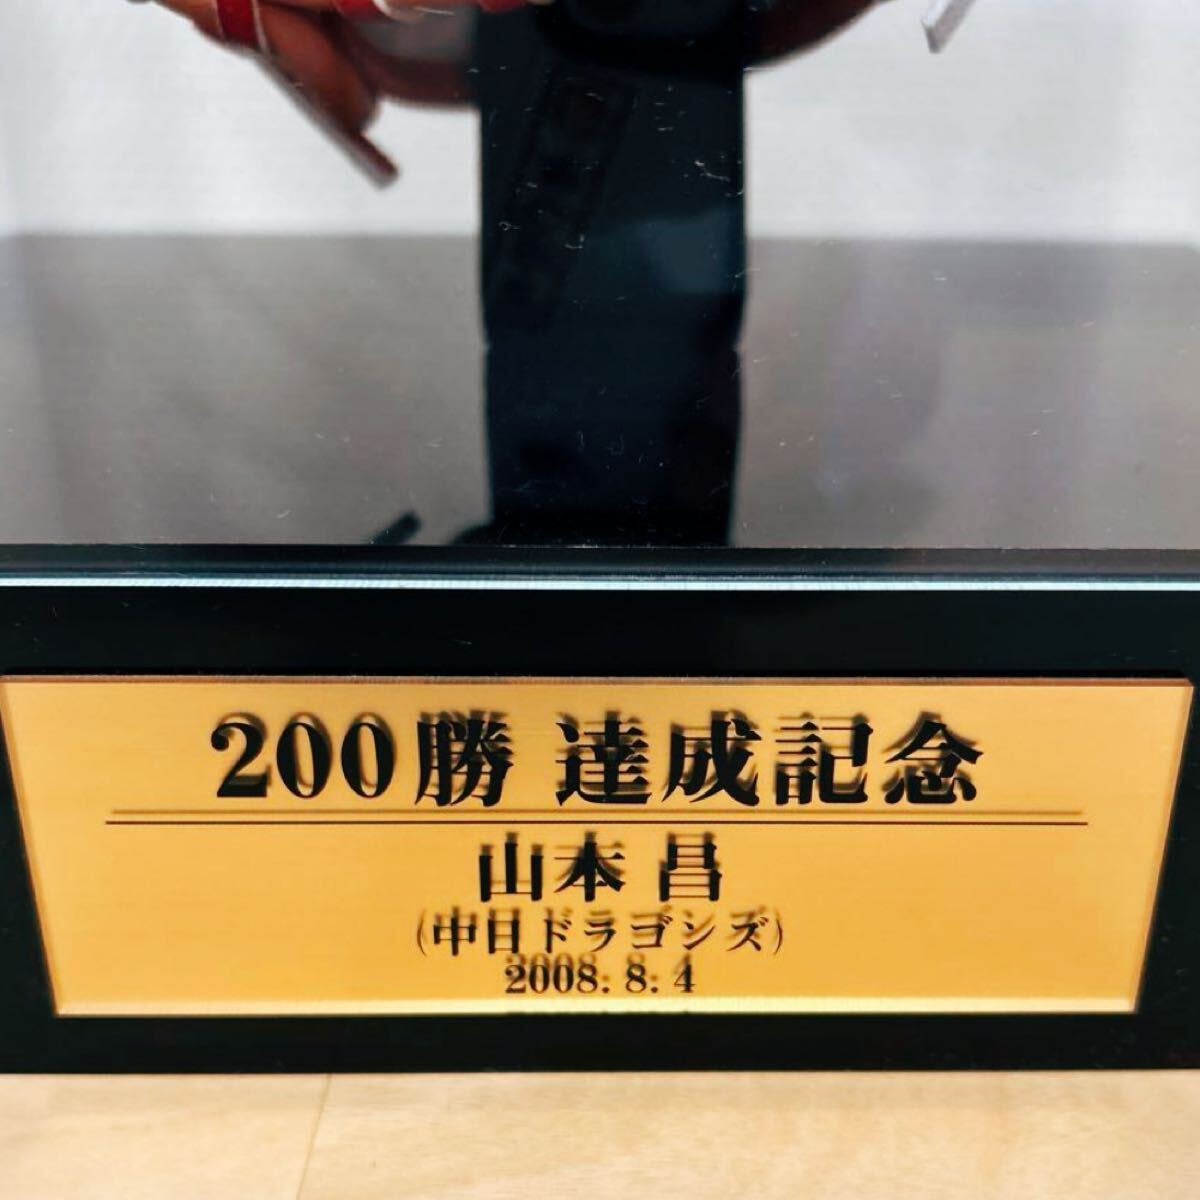 200勝 達成記念
山本 昌
(中日ドラゴンズ)
2008. 8. 4